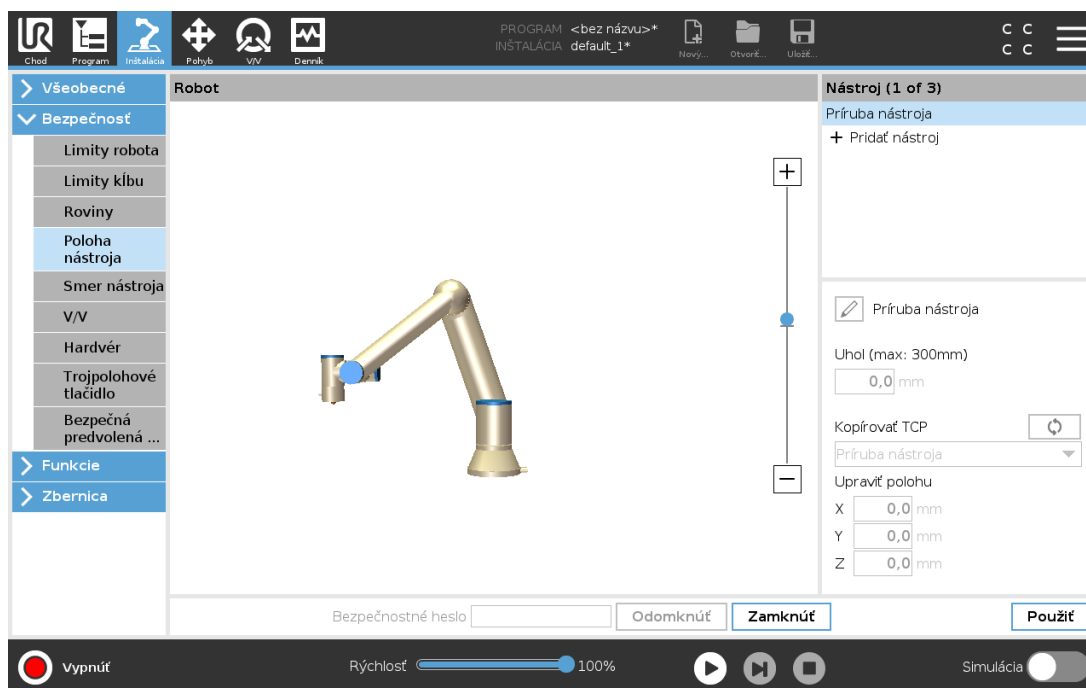 PROGRAM <bez názvu>*
INŠTALÁCIA default_1*
Chod Program Inštalácia Pohyb V/V Denník Nový... Otvoriť... Uložiť...
C C
C C
Všeobecné
Bezpečnosť
Limity robota
Limity kĺbu
Roviny
Poloha
nástroja
Smer nástroja
V/V
Hardvér
Trojpolohové
tlačidlo
Bezpečná
predvolená ...
Funkcie
Zbernica
Robot
Nástroj (1 of 3)
Príruba nástroja
+ Pridať nástroj
Príruba nástroja
Uhol (max: 300mm)
0,0 mm
Kopírovať TCP
Príruba nástroja
Upraviť polohu
X 0,0 mm
Y 0,0 mm
Z 0,0 mm
Bezpečnostné heslo Odomknúť Zamknúť Použiť
Vypnúť Rýchlosť 100% Simulácia